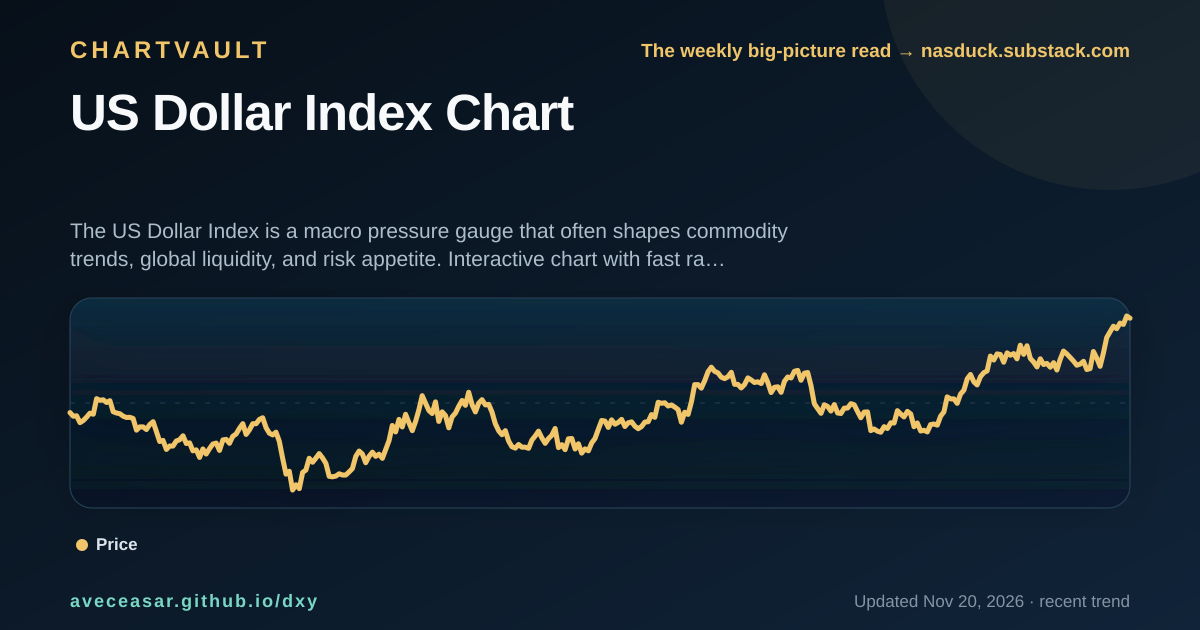 CHARTVAULT
The weekly big-picture read → nasduck.substack.com
US Dollar Index Chart
The US Dollar Index is a macro pressure gauge that often shapes commodity
trends, global liquidity, and risk appetite. Interactive chart with fast ra…
Price
aveceasar.github.io/dxy
Updated Nov 20, 2026 · recent trend